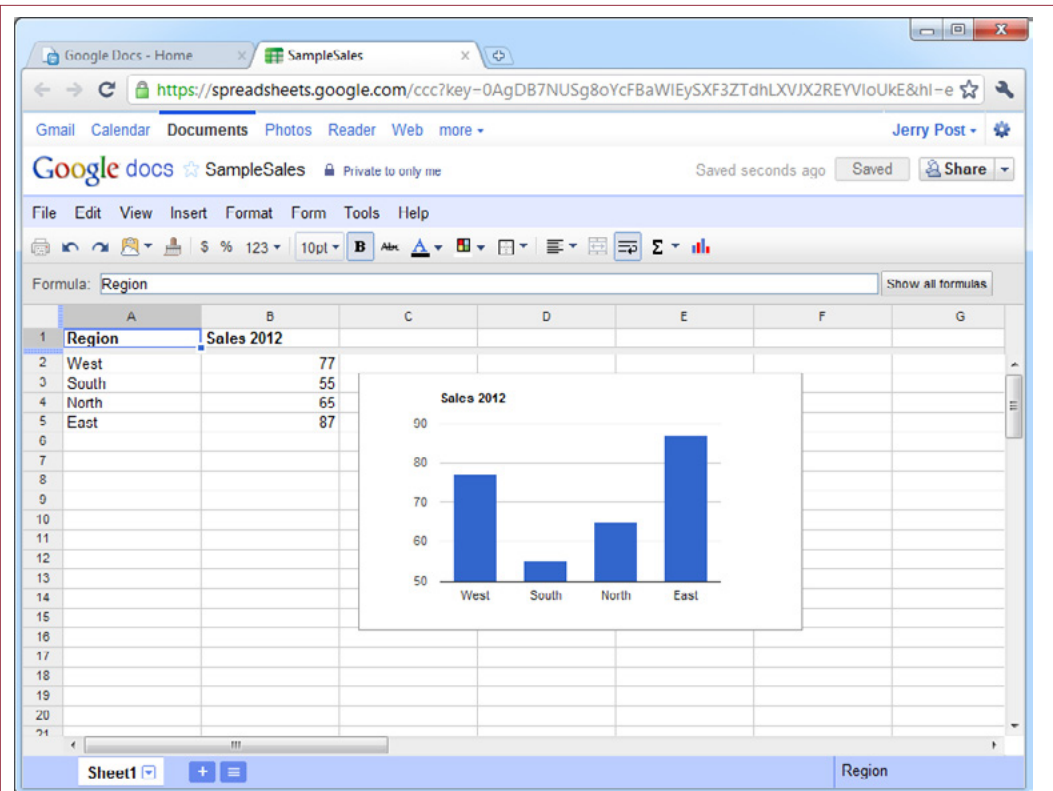 Google Docs - Home SampleSales
https://spreadsheets.google.com/ccc?key=0AgDB7NUSg8oYcFBaWlEySXF3ZTdhLXVJX2REYVloUkE&hl=e
Gmail Calendar Documents Photos Reader Web more Jerry Post
Google docs SampleSales Private to only me Saved seconds ago Saved Share
File Edit View Insert Format Form Tools Help
$ % 123 10pt B Abc A Σ
Formula: Region Show all formulas
A B C D E F G
1 Region Sales 2012
2 West 77
3 South 55
4 North 65
5 East 87
6
7
8
9
10
11
12
13
14
15
16
17
18
19
20
21
Sales 2012
90
80
70
60
50
West South North East
Sheet1 Region